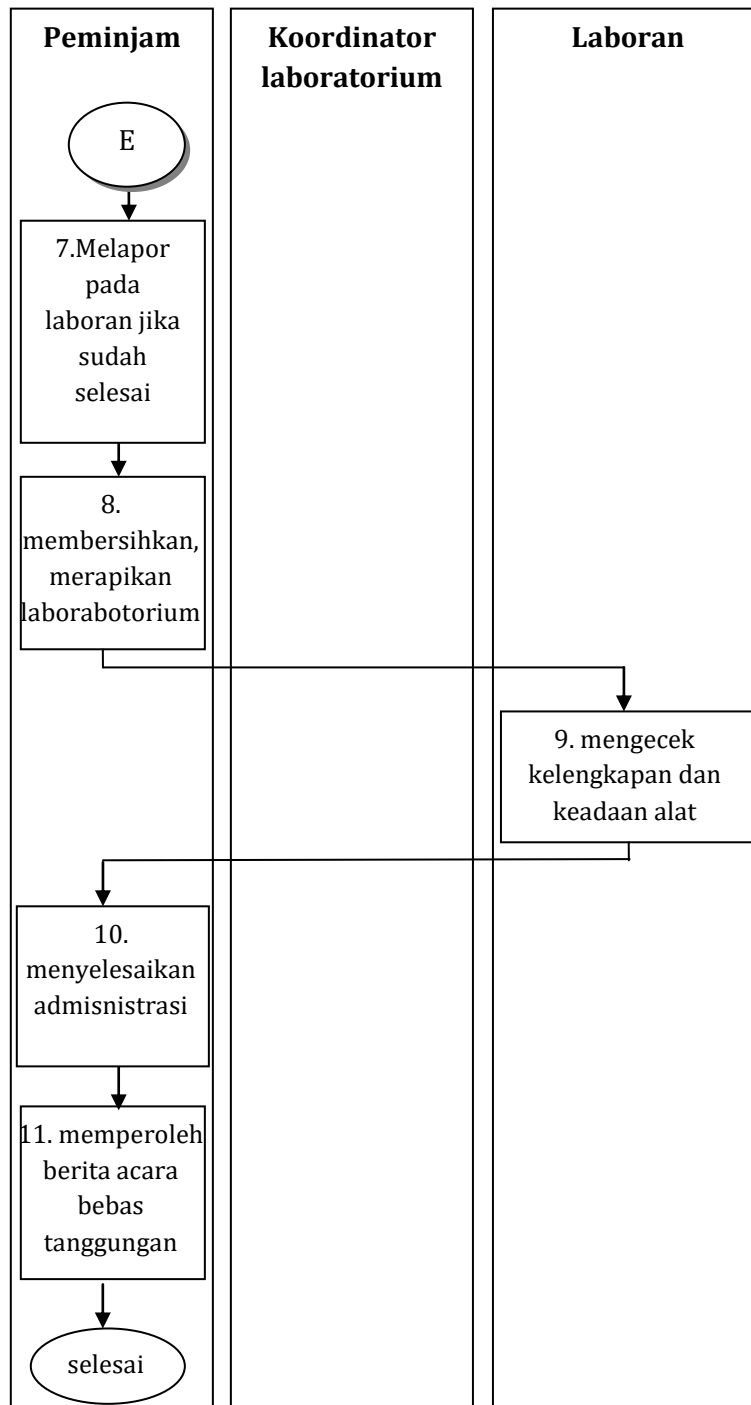 Peminjam
Koordinator
laboratorium
Laboran
E
7.Melapor
pada
laboran jika
sudah
selesai
8.
membersihkan,
merapikan
laborabotorium
9. mengecek
kelengkapan dan
keadaan alat
10.
menyelesaikan
admisnistrasi
11. memperoleh
berita acara
bebas
tanggungan
selesai